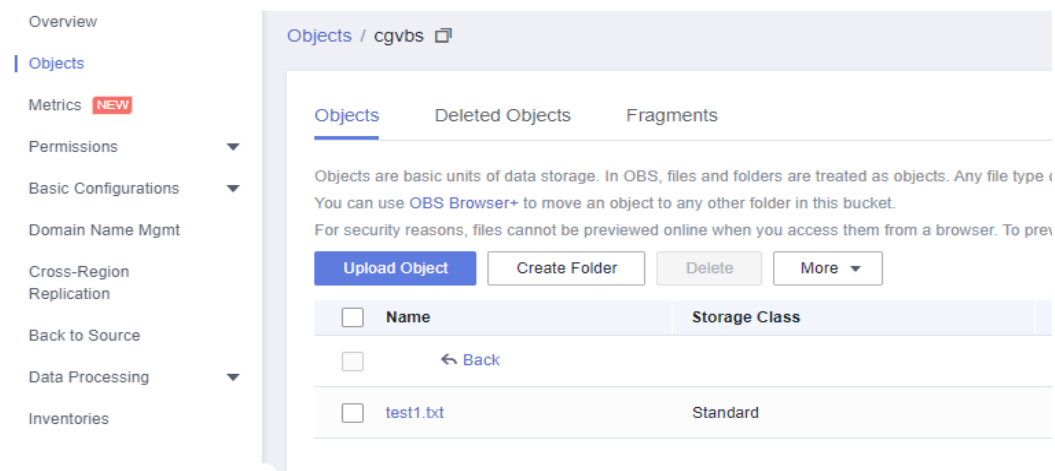 Overview
Objects
Metrics NEW
Permissions
Basic Configurations
Domain Name Mgmt
Cross-Region
Replication
Back to Source
Data Processing
Inventories
Objects / cgvbs
Objects Deleted Objects Fragments
Objects are basic units of data storage. In OBS, files and folders are treated as objects. Any file type
You can use OBS Browser+ to move an object to any other folder in this bucket.
For security reasons, files cannot be previewed online when you access them from a browser. To
Upload Object Create Folder Delete More
Name Storage Class
Back
test1.txt Standard